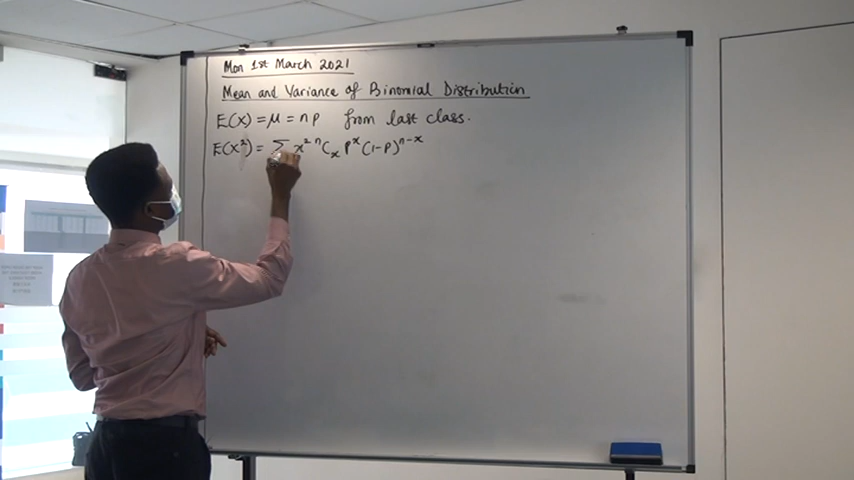 Mon 1st March 2021
Mean and Variance of Binomial Distribution
E(X) = μ = np from last class.
E(X²) = Σ x² ⁿCₓ pˣ (1-p)ⁿ⁻ˣ